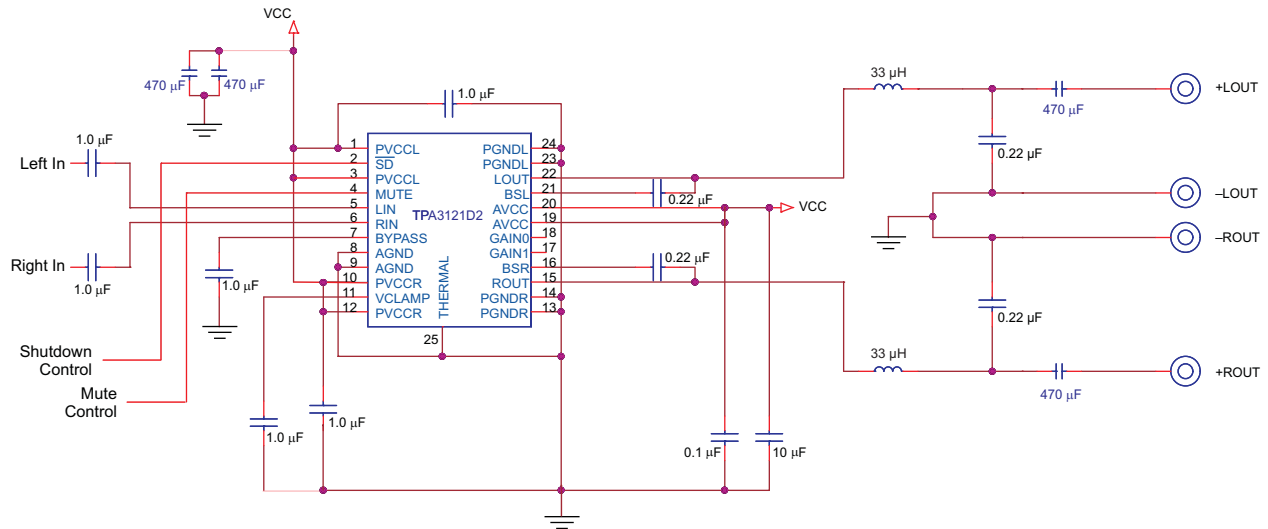 VCC
470 μF
470 μF
1.0 μF
1.0 μF
Left In
Right In
1.0 μF
Shutdown
Control
Mute
Control
1.0 μF
1.0 μF
1.0 μF
1 PVCCL
2 SD
3 PVCCL
4 MUTE
5 LIN
6 RIN
7 BYPASS
8 AGND
9 AGND
10 PVCCR
11 VCLAMP
12 PVCCR
TPA3121D2
THERMAL
25
PGNDL 24
PGNDL 23
LOUT 22
BSL 21
AVCC 20
AVCC 19
GAIN0 18
GAIN1 17
BSR 16
ROUT 15
PGNDR 14
PGNDR 13
0.22 μF
VCC
0.22 μF
0.1 μF
10 μF
33 μH
470 μF
+LOUT
0.22 μF
–LOUT
–ROUT
0.22 μF
33 μH
470 μF
+ROUT